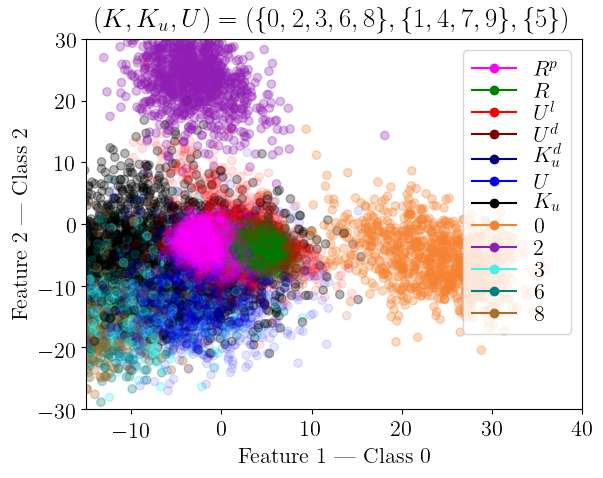 (K, K_u, U) = ({0, 2, 3, 6, 8}, {1, 4, 7, 9}, {5})
30
20
10
0
−10
−20
−30
−10
0
10
20
30
40
Feature 2 — Class 2
Feature 1 — Class 0
R^p
R
U^l
U^d
K_u^d
U
K_u
0
2
3
6
8